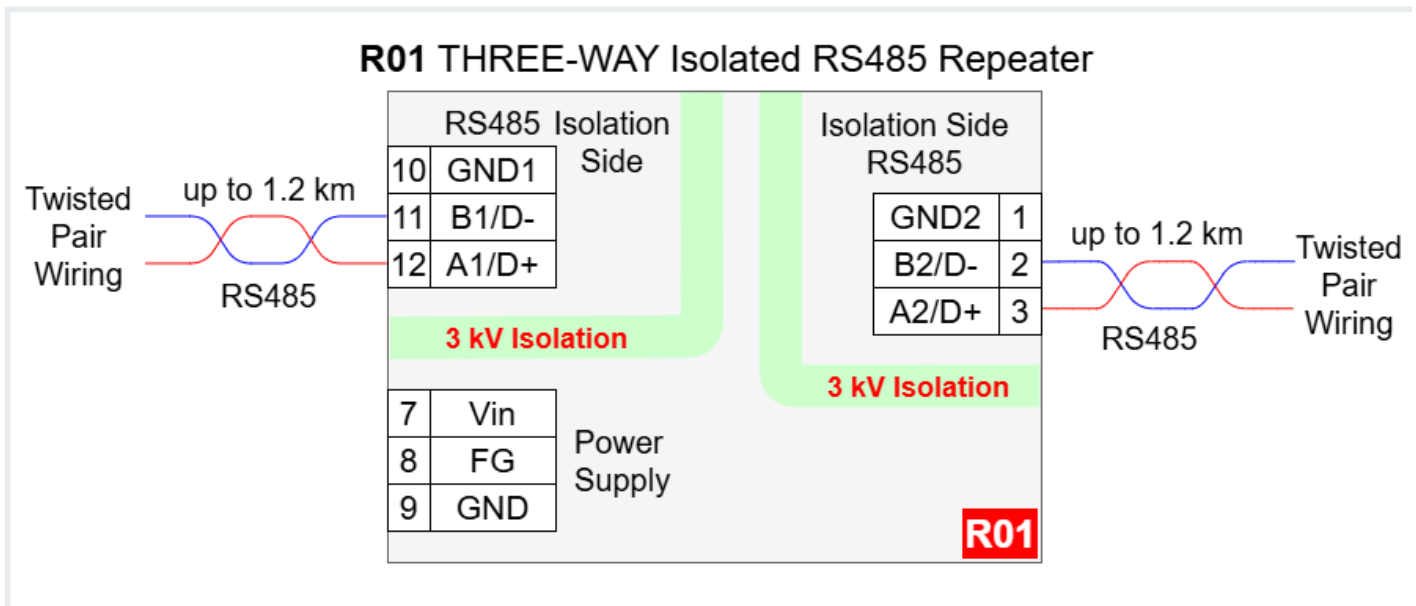 R01 THREE-WAY Isolated RS485 Repeater
RS485 Isolation
Side
10 GND1
11 B1/D-
12 A1/D+
Twisted
Pair
Wiring
up to 1.2 km
RS485
3 kV Isolation
7 Vin
8 FG
9 GND
Power
Supply
Isolation Side
RS485
GND2 1
B2/D- 2
A2/D+ 3
up to 1.2 km
RS485
Twisted
Pair
Wiring
3 kV Isolation
R01